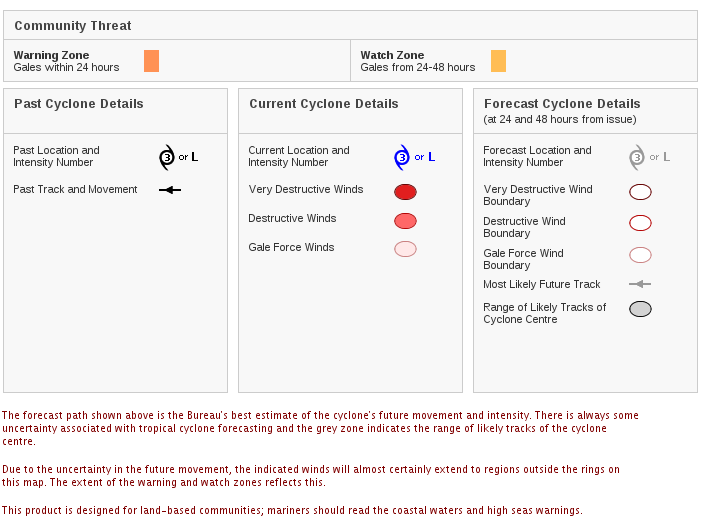 Community Threat
Warning Zone
Gales within 24 hours
Watch Zone
Gales from 24-48 hours
Past Cyclone Details
Past Location and
Intensity Number
3 or L
Past Track and Movement
Current Cyclone Details
Current Location and
Intensity Number
3 or L
Very Destructive Winds
Destructive Winds
Gale Force Winds
Forecast Cyclone Details
(at 24 and 48 hours from issue)
Forecast Location and
Intensity Number
3 or L
Very Destructive Wind
Boundary
Destructive Wind
Boundary
Gale Force Wind
Boundary
Most Likely Future Track
Range of Likely Tracks of
Cyclone Centre
The forecast path shown above is the Bureau's best estimate of the cyclone's future movement and intensity. There is always some
uncertainty associated with tropical cyclone forecasting and the grey zone indicates the range of likely tracks of the cyclone
centre.
Due to the uncertainty in the future movement, the indicated winds will almost certainly extend to regions outside the rings on
this map. The extent of the warning and watch zones reflects this.
This product is designed for land-based communities; mariners should read the coastal waters and high seas warnings.